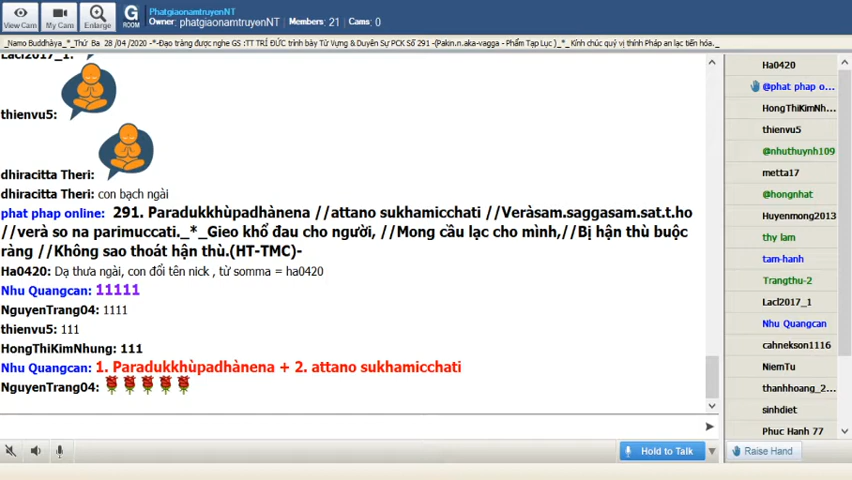 View Cam
My Cam
Enlarge
G
ROOM
PhatgiaonamtruyenNT
Owner: phatgiaonamtruyenNT
Members: 21
Cams: 0
_Namo Buddhàya_*_Thứ Ba 28 /04 /2020 -*-Đạo tràng được nghe GS :TT TRÍ ĐỨC trình bày Từ Vựng & Duyên Sự PCK Số 291 -(Pakin.n.aka-vagga - Phẩm Tạp Lục )_*_ Kính chúc quý vị thính Pháp an lạc tiến hóa._
Lacl2017_1:
thienvu5:
dhiracitta Theri:
dhiracitta Theri: con bạch ngài
phat phap online: 291. Paradukkhùpadhànena //attano sukhamicchati //Veràsam.saggasam.sat.t.ho
//verà so na parimuccati._*_Gieo khổ đau cho người, //Mong cầu lạc cho mình,//Bị hận thù buộc
ràng //Không sao thoát hận thù.(HT-TMC)-
Ha0420: Dạ thưa ngài, con đổi tên nick , từ somma = ha0420
Nhu Quangcan: 11111
NguyenTrang04: 1111
thienvu5: 111
HongThiKimNhung: 111
Nhu Quangcan: 1. Paradukkhùpadhànena + 2. attano sukhamicchati
NguyenTrang04:
Hold to Talk
Ha0420
@phat phap o...
HongThiKimNh...
thienvu5
@nhuthuynh109
metta17
@hongnhat
Huyenmong2013
thy lam
tam-hanh
Trangthu-2
Lacl2017_1
Nhu Quangcan
cahnekson1116
NiemTu
thanhhoang_2...
sinhdiet
Phuc Hanh 77
Raise Hand